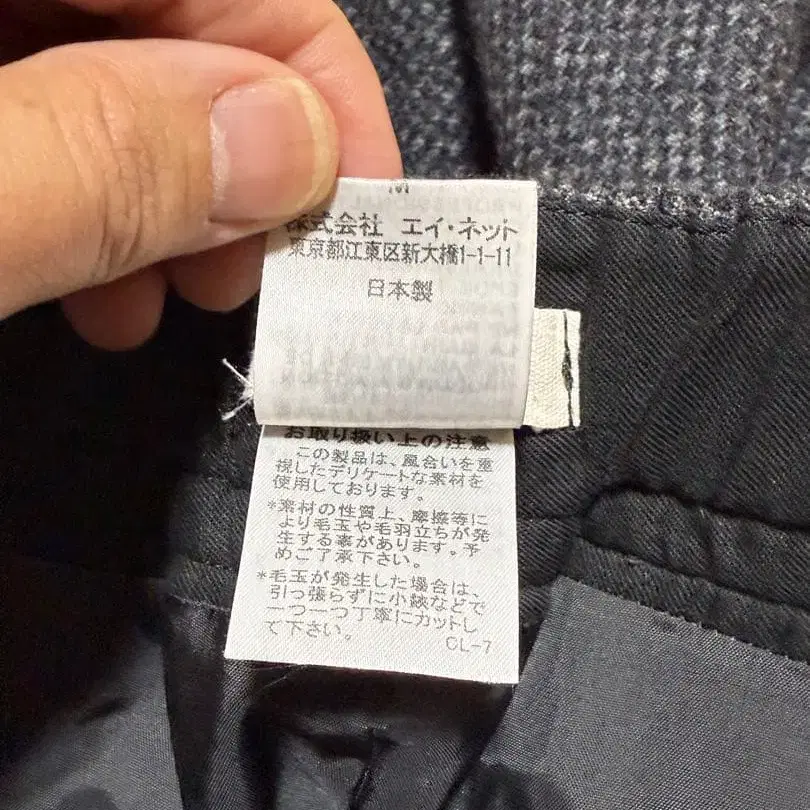 M
株式会社 エイ・ネット
東京都江東区新大橋1-1-11
日本製
お取り扱い上の注意
この製品は、風合いを重
視したデリケートな素材を
使用しております。
*素材の性質上、摩擦等に
より毛玉や毛羽立ちが発
生する事があります。予
めご了承下さい。
*毛玉が発生した場合は、
引っ張らずに小鋏などで
一つ一つ丁寧にカットし
て下さい。
CL-7